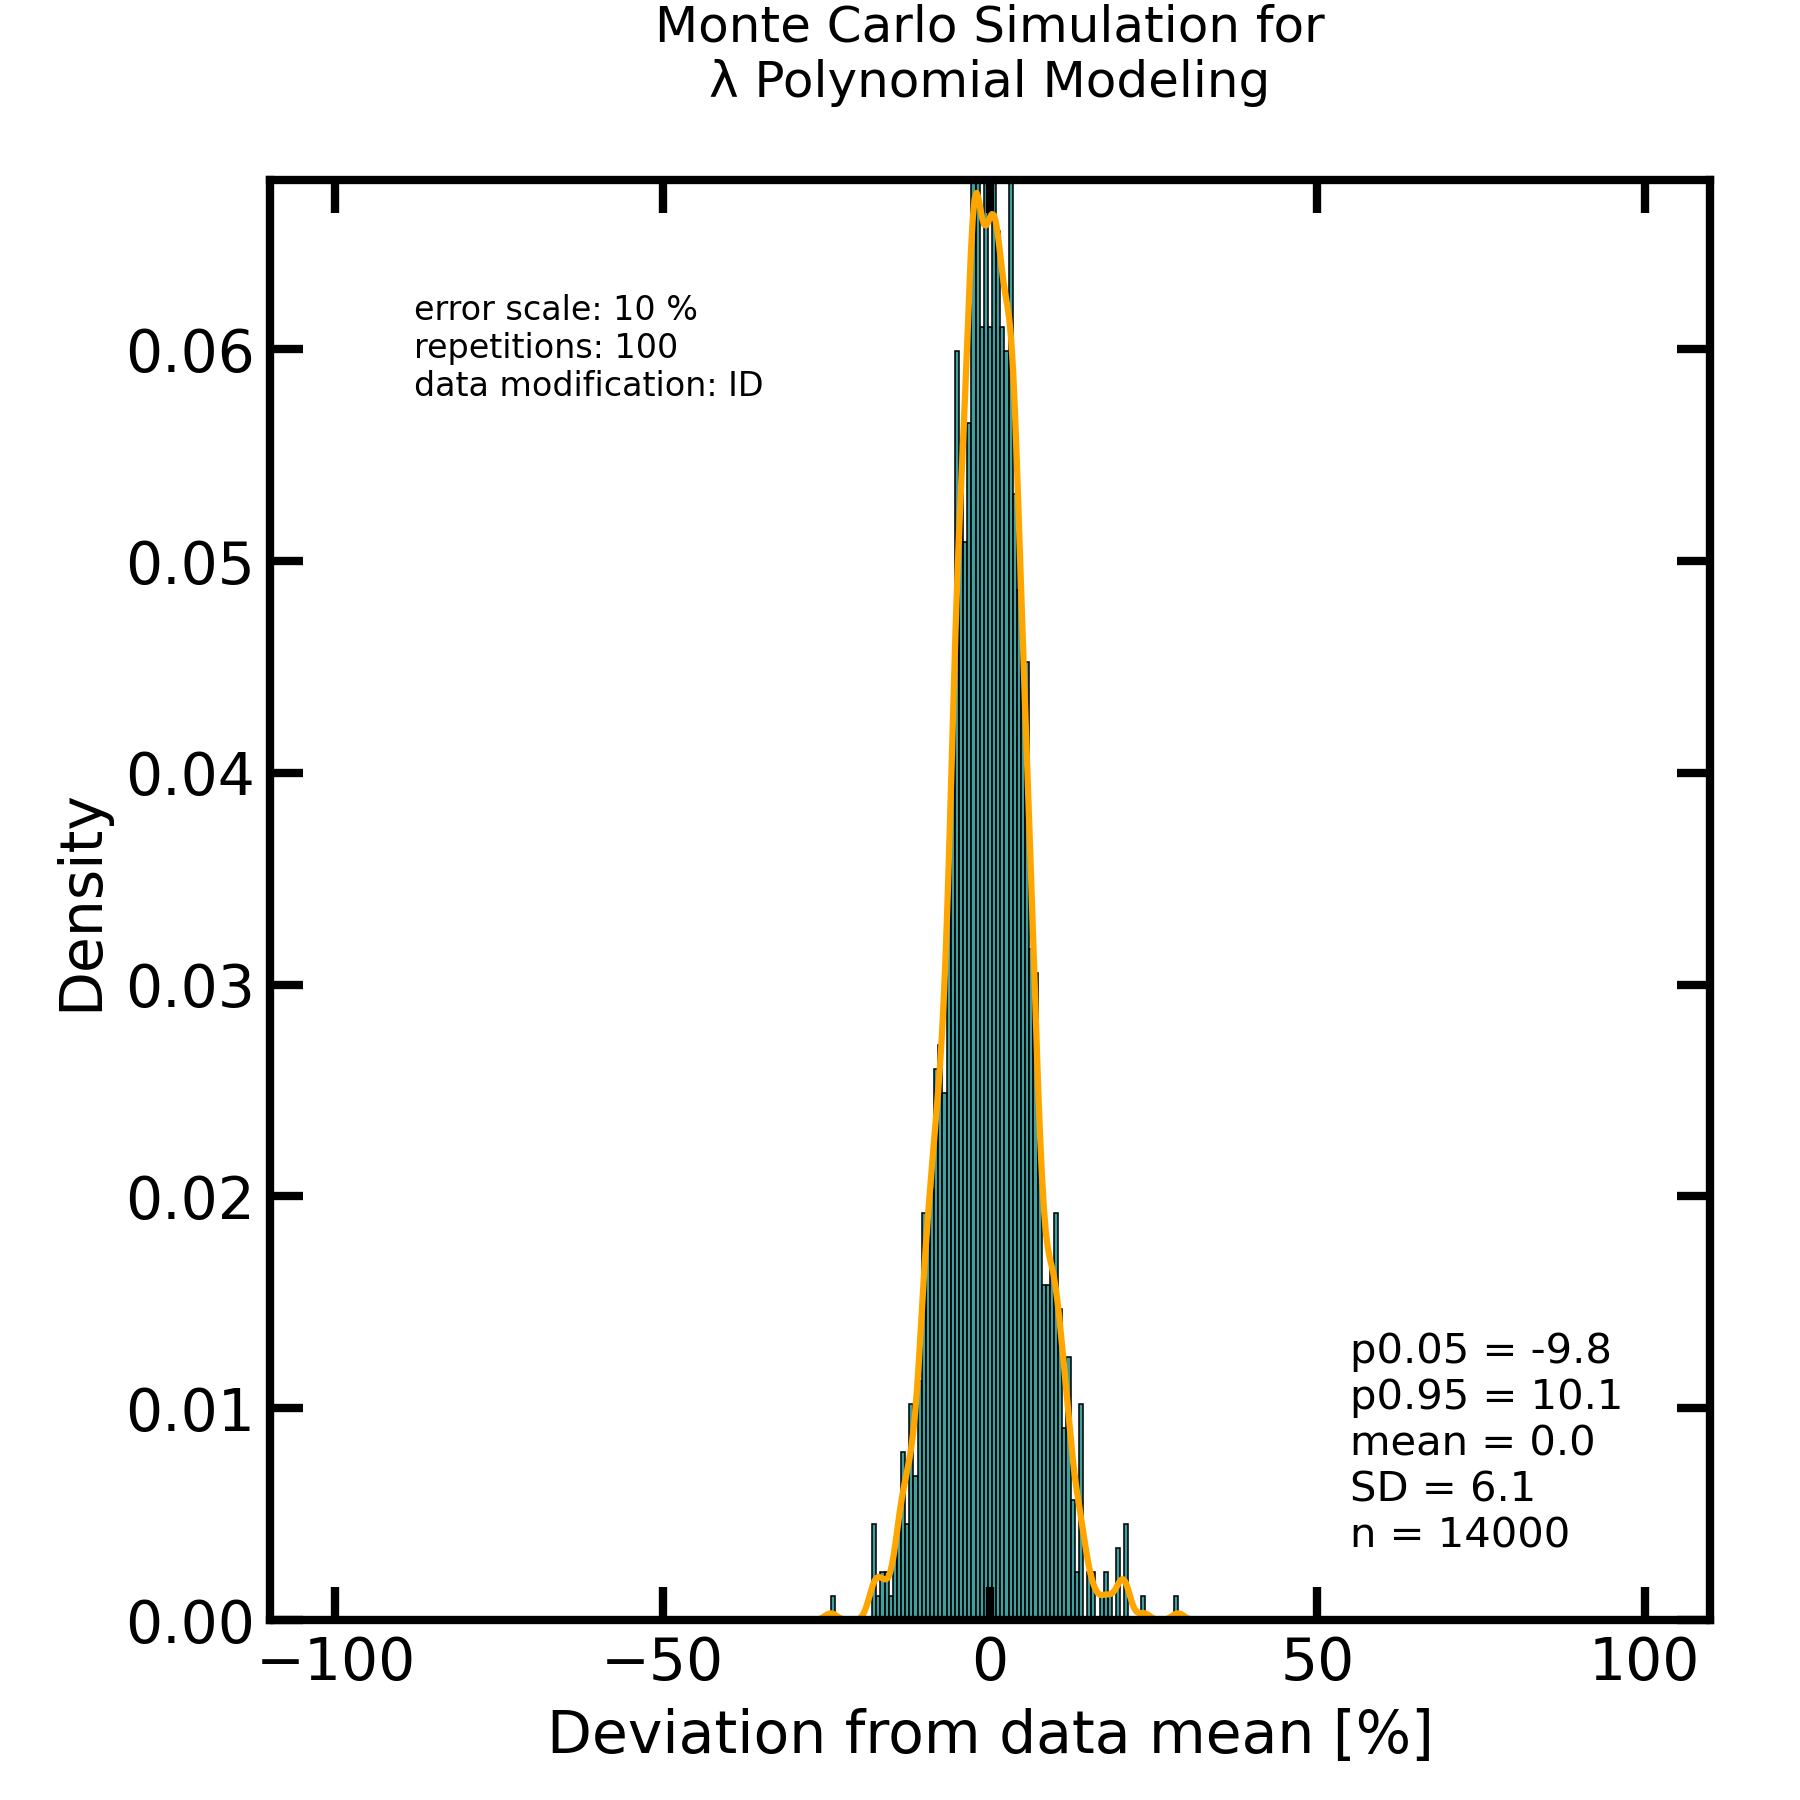 Monte Carlo Simulation for
λ Polynomial Modeling
error scale: 10 %
repetitions: 100
data modification: ID
0.06
0.05
0.04
0.03
0.02
0.01
0.00
Density
p0.05 = -9.8
p0.95 = 10.1
mean = 0.0
SD = 6.1
n = 14000
−100 −50 0 50 100
Deviation from data mean [%]